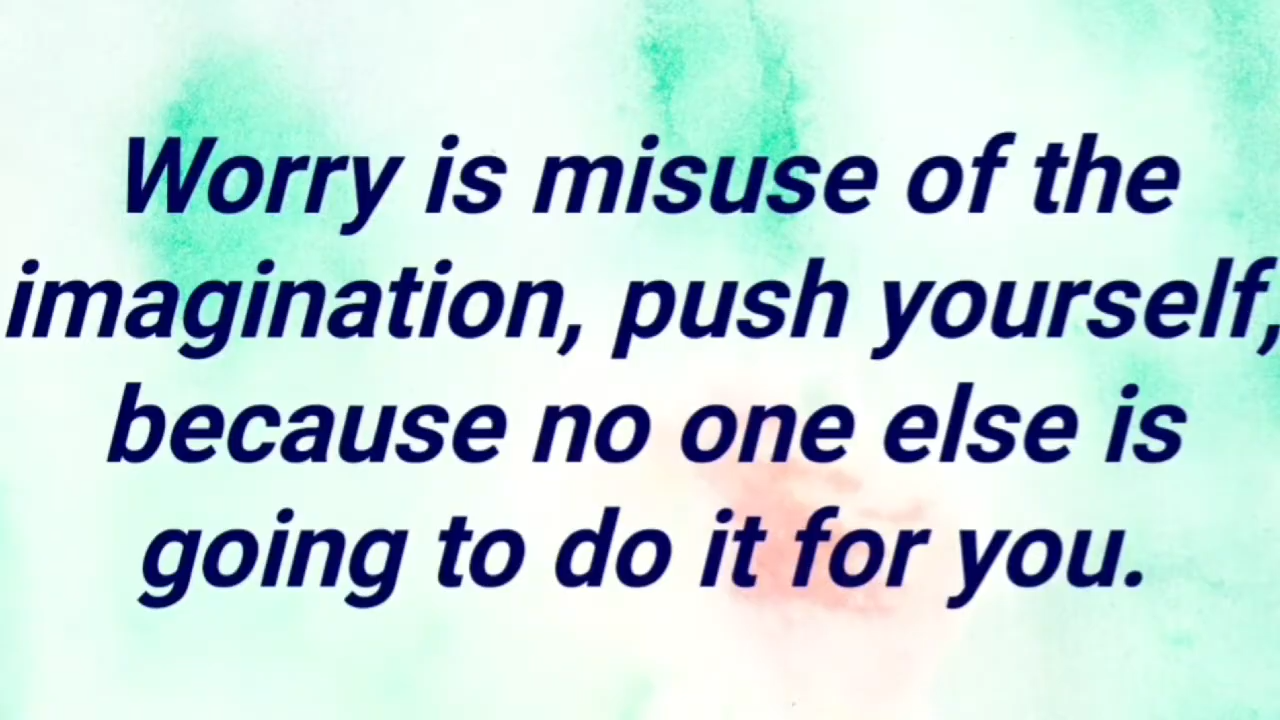 Worry is misuse of the
imagination, push yourself,
because no one else is
going to do it for you.